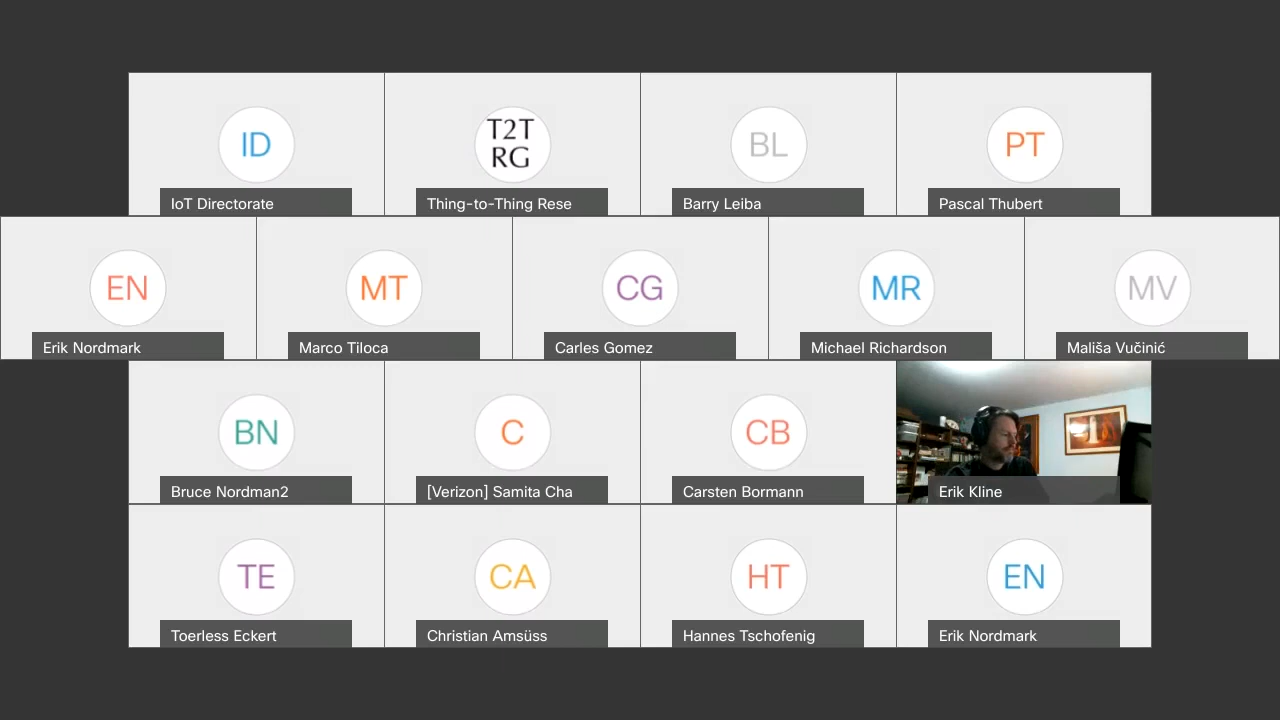 ID
IoT Directorate
T2T
RG
Thing-to-Thing Rese
BL
Barry Leiba
PT
Pascal Thubert
EN
Erik Nordmark
MT
Marco Tiloca
CG
Carles Gomez
MR
Michael Richardson
MV
Mališa Vučinić
BN
Bruce Nordman2
C
[Verizon] Samita Cha
CB
Carsten Bormann
Erik Kline
TE
Toerless Eckert
CA
Christian Amsüss
HT
Hannes Tschofenig
EN
Erik Nordmark